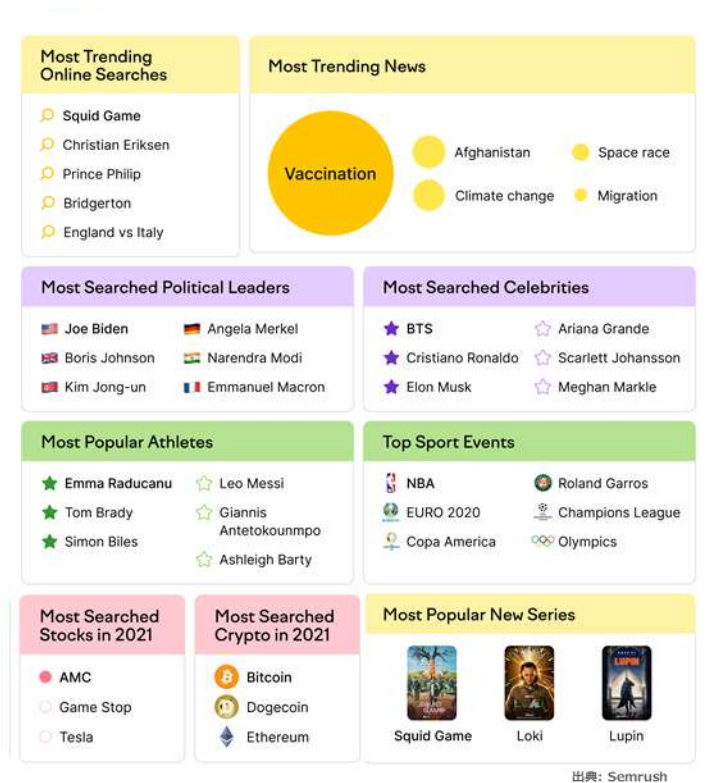 Most Trending
Online Searches
Squid Game
Christian Eriksen
Prince Philip
Bridgerton
England vs Italy
Most Trending News
Vaccination
Afghanistan
Climate change
Space race
Migration
Most Searched Political Leaders
Joe Biden
Boris Johnson
Kim Jong-un
Angela Merkel
Narendra Modi
Emmanuel Macron
Most Searched Celebrities
BTS
Cristiano Ronaldo
Elon Musk
Ariana Grande
Scarlett Johansson
Meghan Markle
Most Popular Athletes
Emma Raducanu
Tom Brady
Simon Biles
Leo Messi
Giannis
Antetokounmpo
Ashleigh Barty
Top Sport Events
NBA
EURO 2020
Copa America
Roland Garros
Champions League
Olympics
Most Searched
Stocks in 2021
AMC
Game Stop
Tesla
Most Searched
Crypto in 2021
Bitcoin
Dogecoin
Ethereum
Most Popular New Series
LUPIN
Squid Game
Loki
Lupin
出典: Semrush